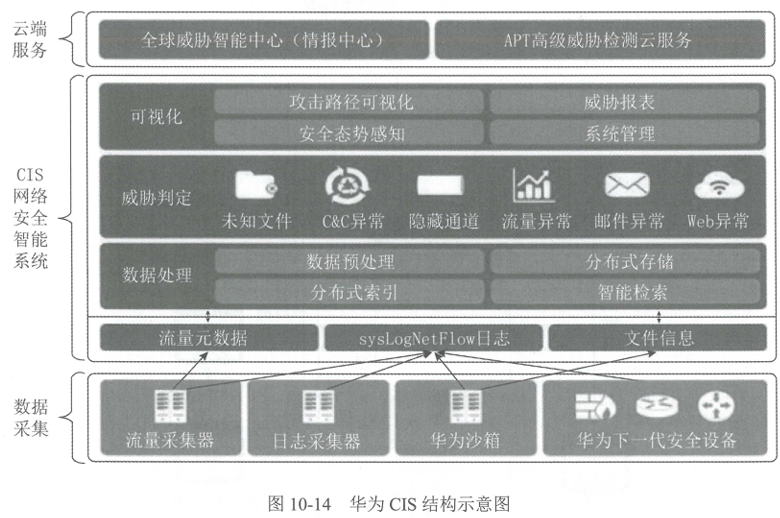 云端
服务
全球威胁智能中心（情报中心）
APT高级威胁检测云服务
CIS
网络
安全
智能
系统
可视化
攻击路径可视化
威胁报表
安全态势感知
系统管理
威胁判定
未知文件
C&C异常
隐藏通道
流量异常
邮件异常
Web异常
数据处理
数据预处理
分布式存储
分布式索引
智能检索
流量元数据
sysLogNetFlow日志
文件信息
数据
采集
流量采集器
日志采集器
华为沙箱
华为下一代安全设备
图 10-14 华为 CIS 结构示意图